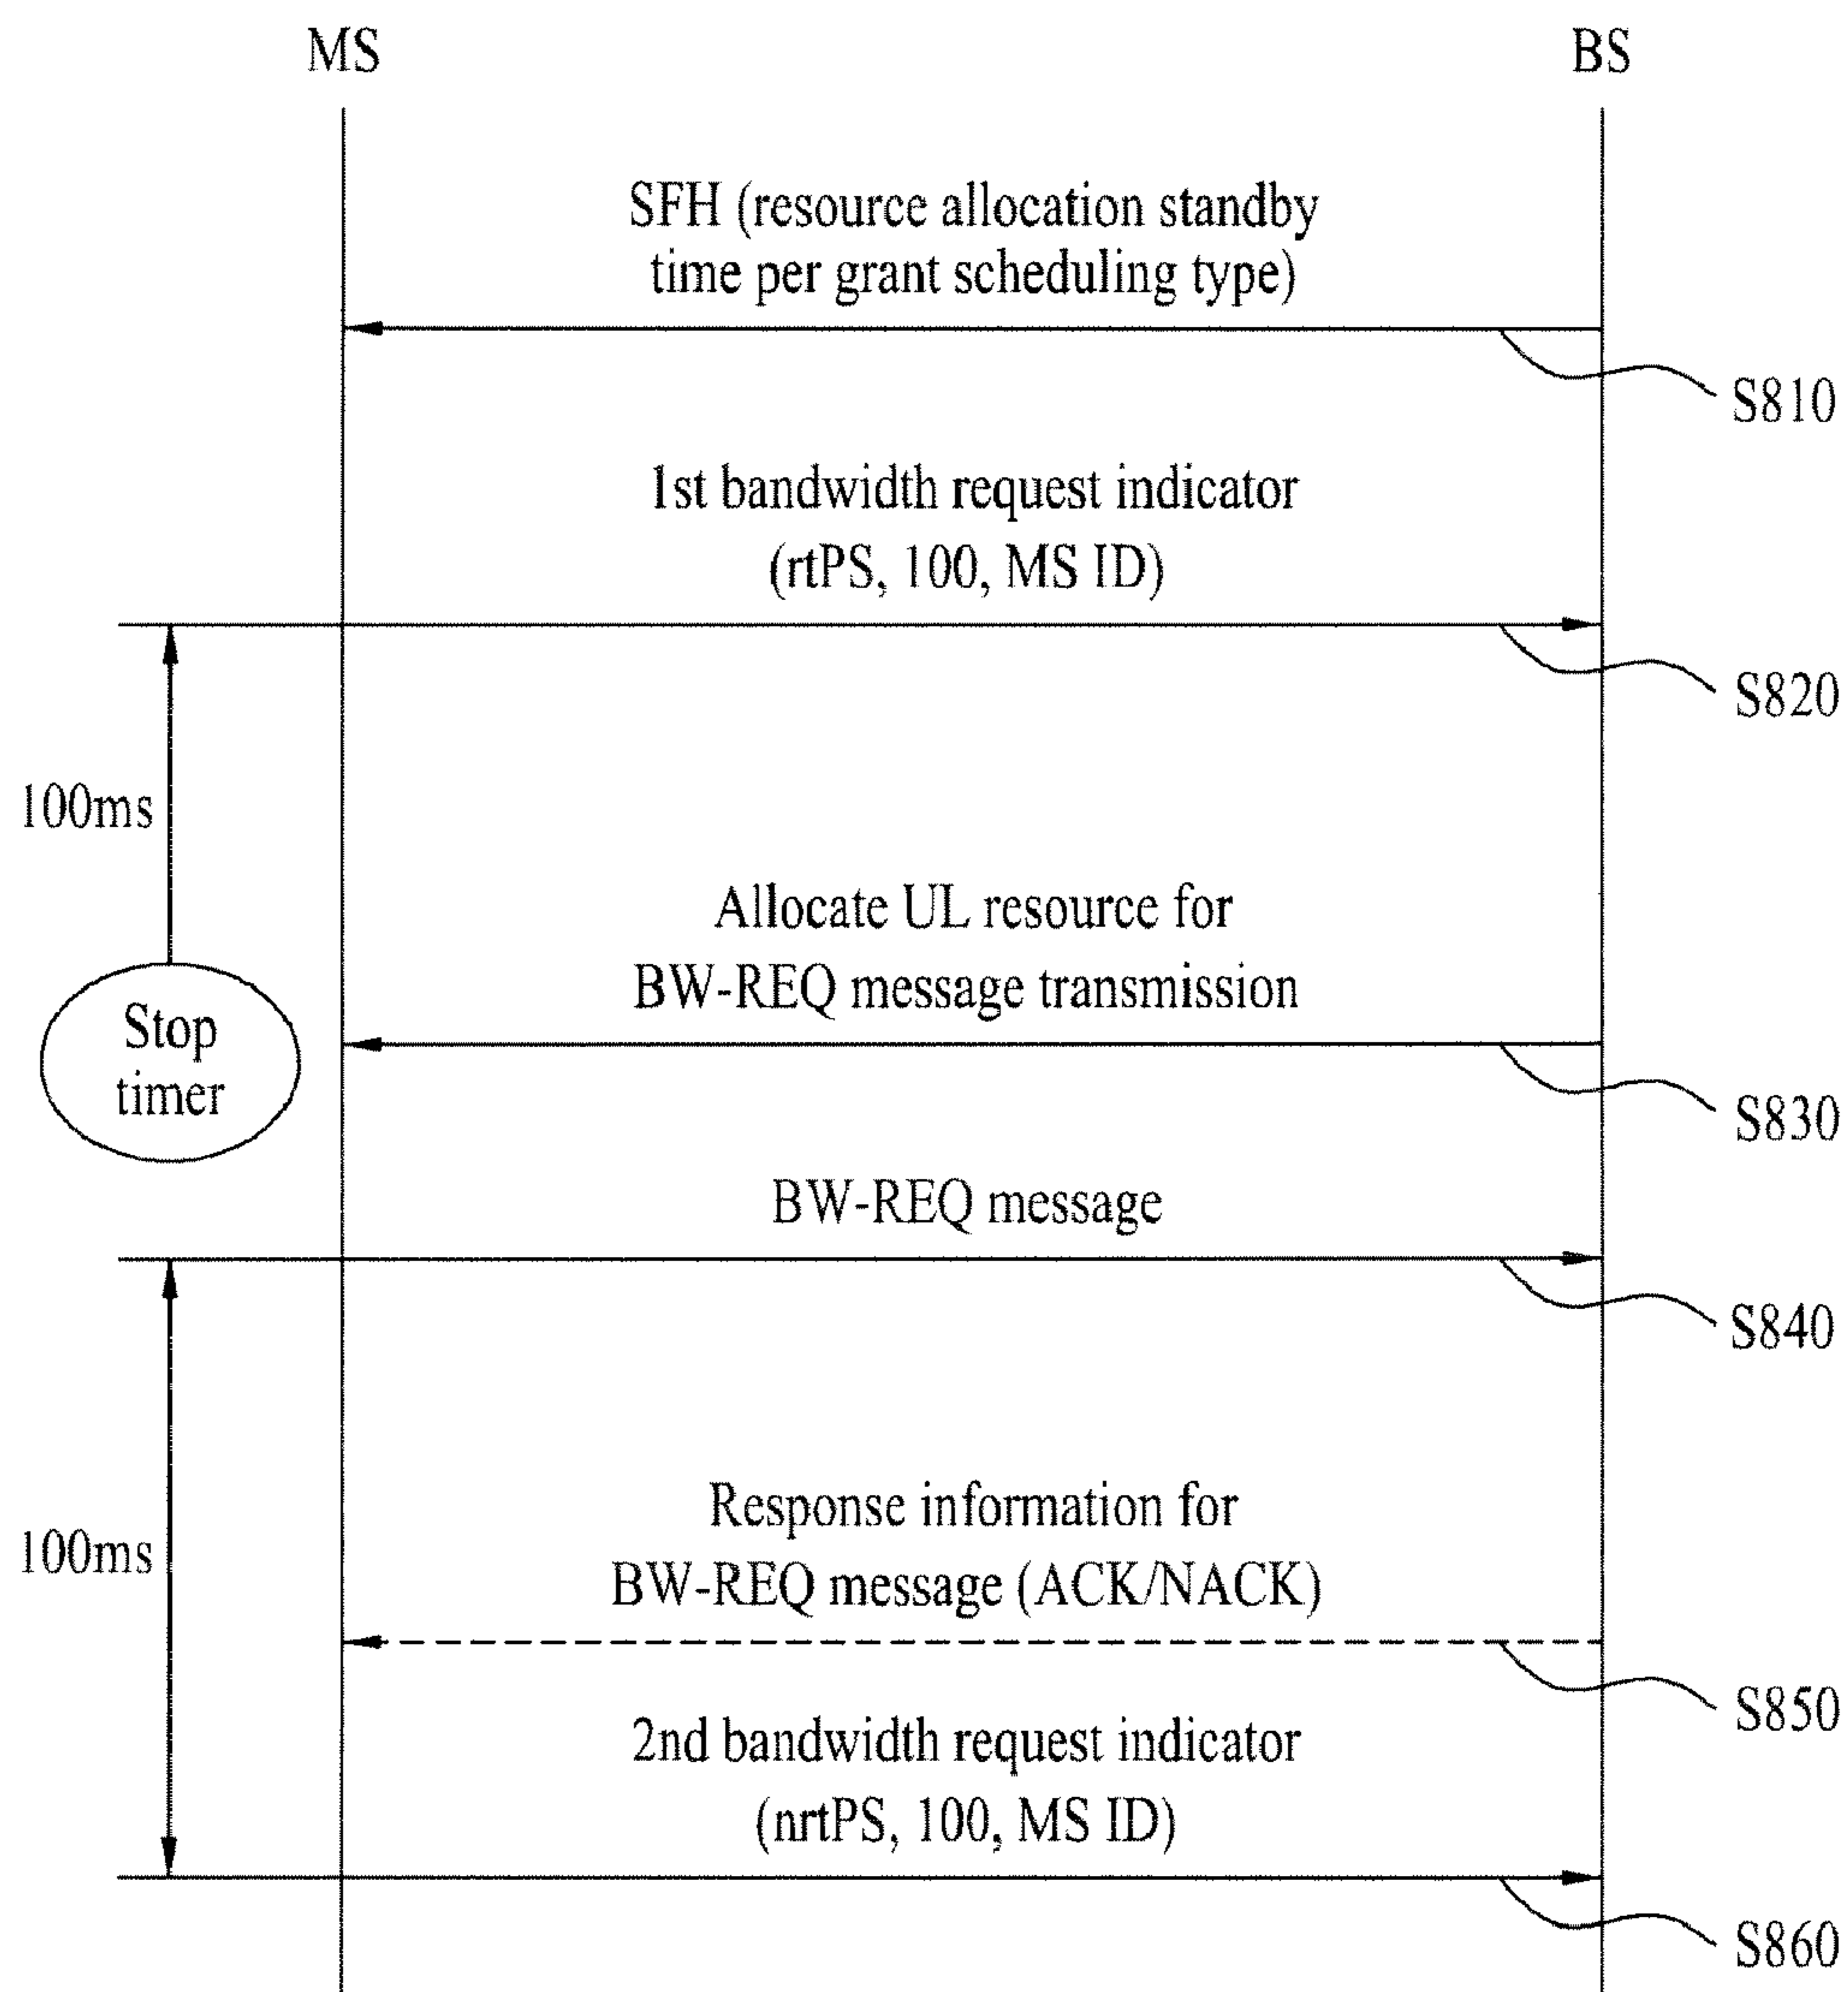 MS
BS
SFH (resource allocation standby
time per grant scheduling type)
S810
1st bandwidth request indicator
(rtPS, 100, MS ID)
S820
100ms
Allocate UL resource for
BW-REQ message transmission
Stop
timer
S830
BW-REQ message
S840
Response information for
100ms
BW-REQ message (ACK/NACK)
S850
2nd bandwidth request indicator
(nrtPS, 100, MS ID)
S860